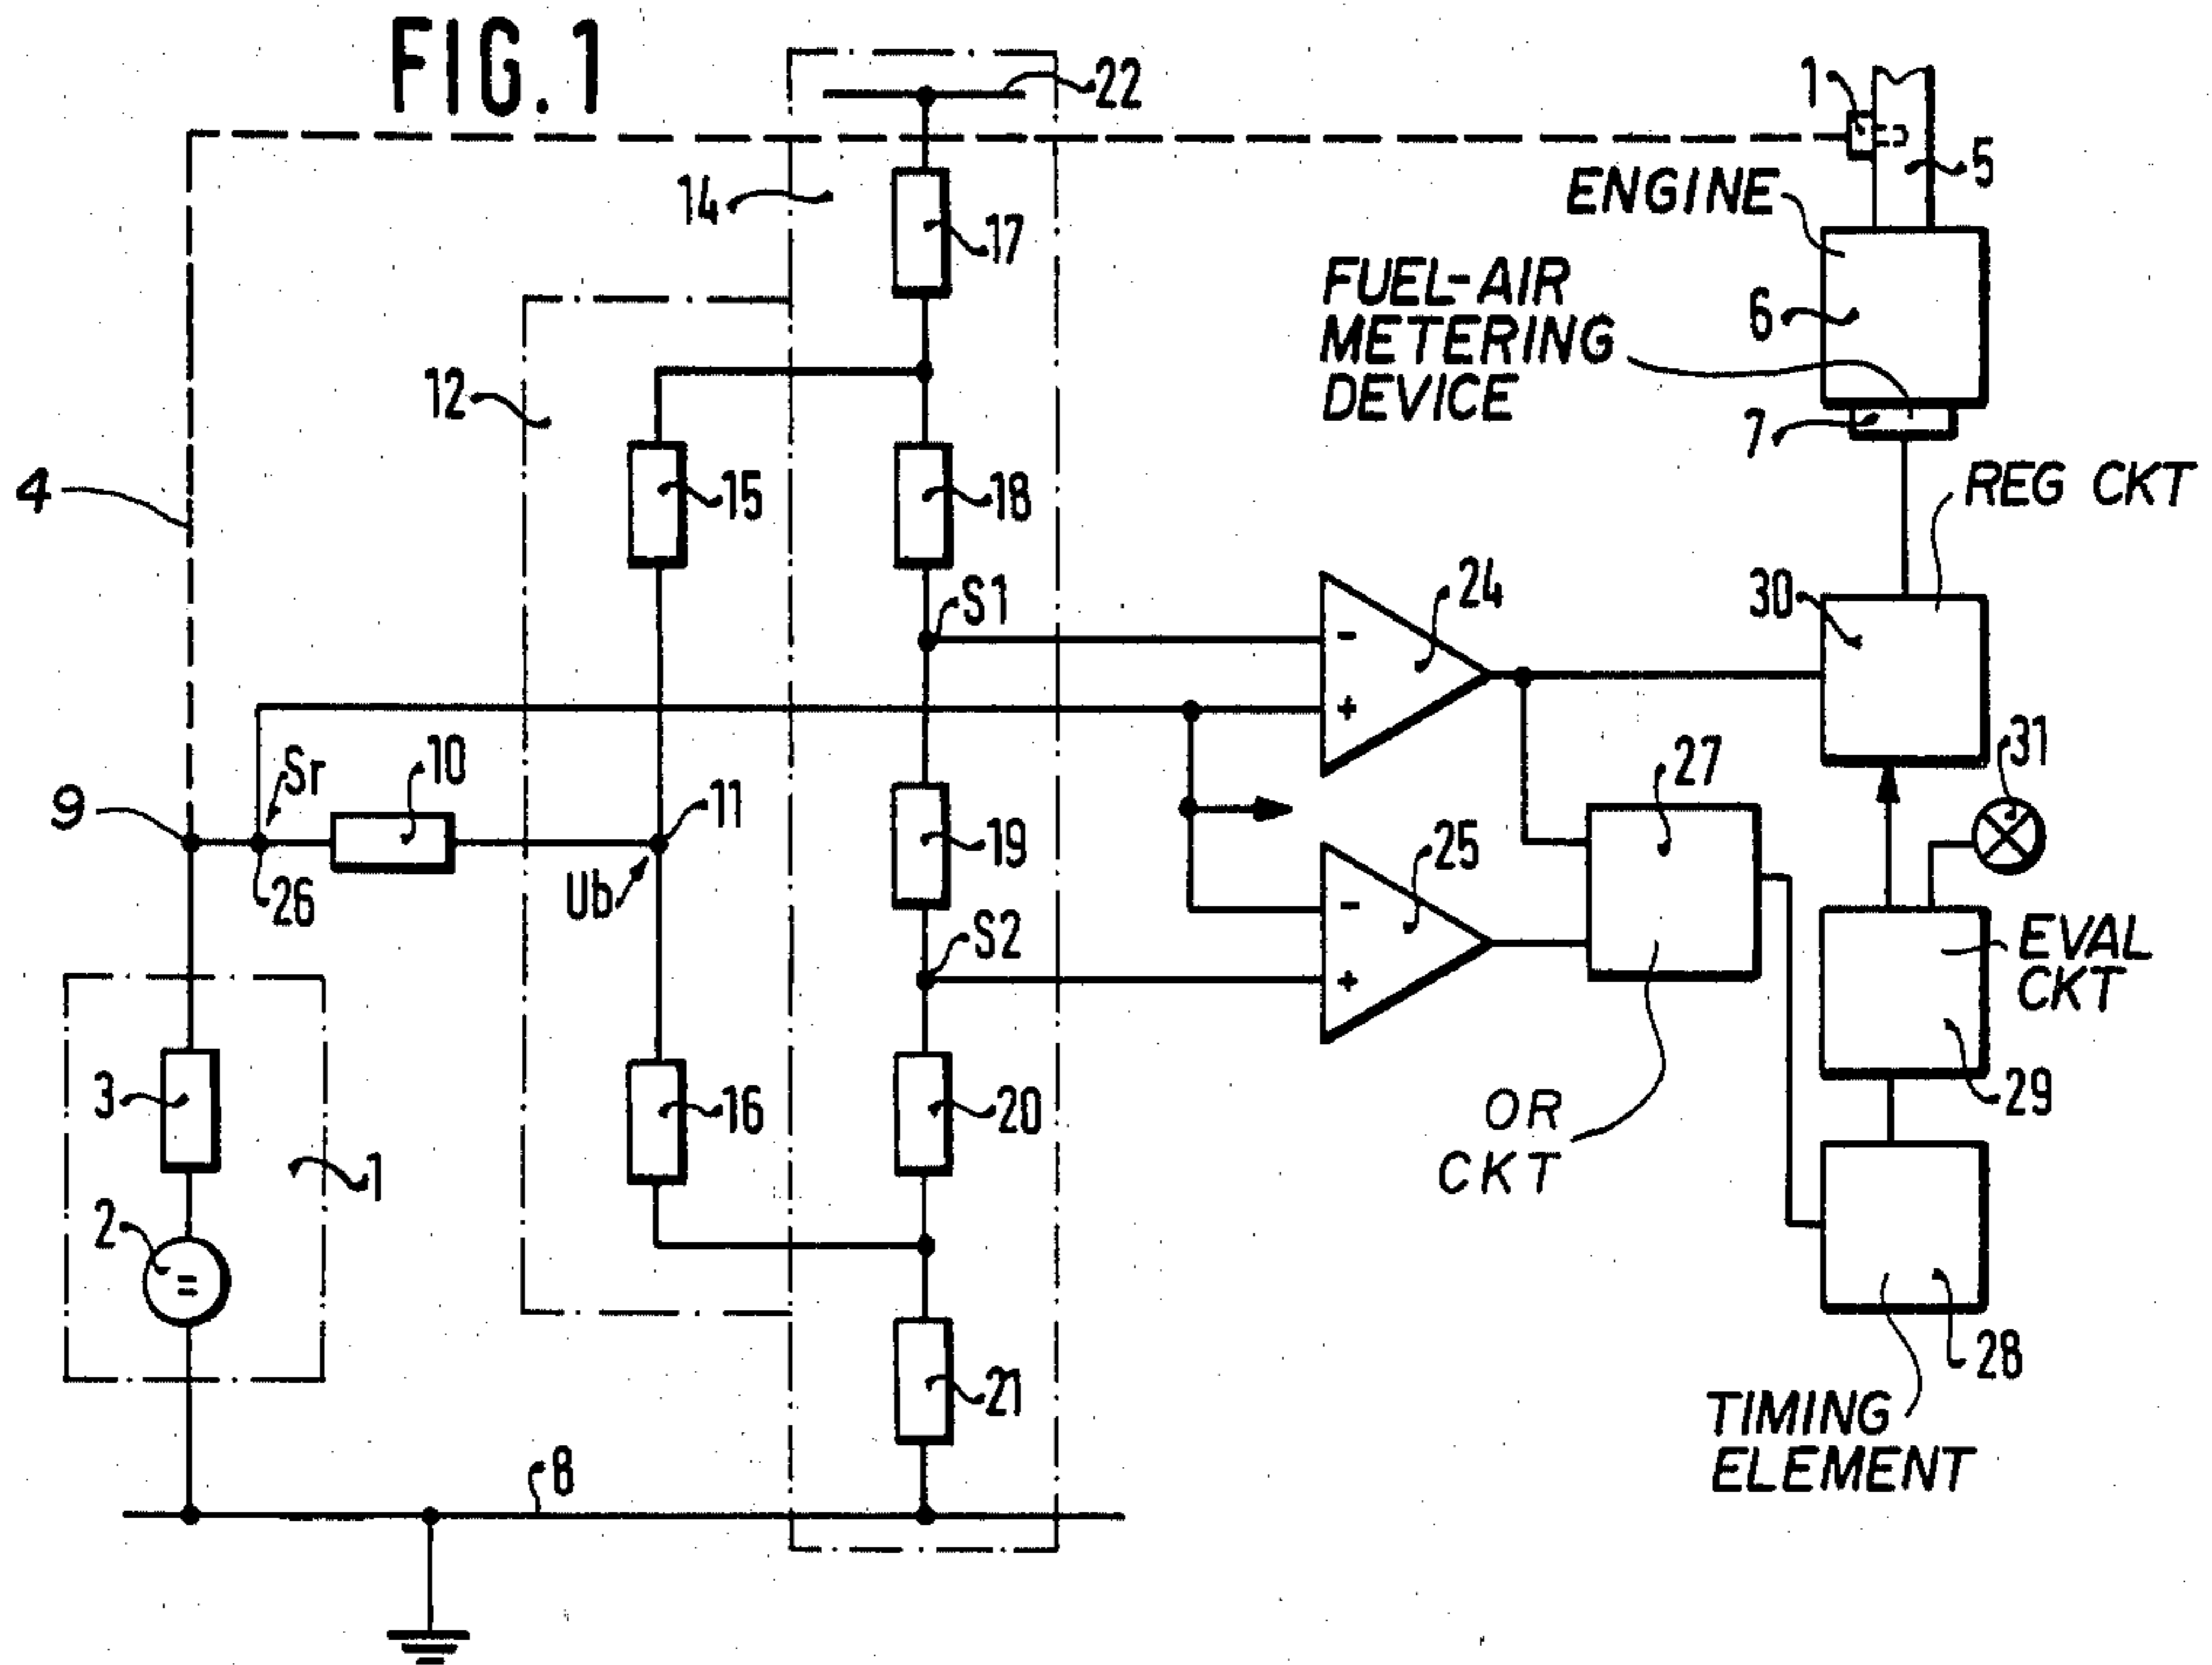 FIG. 1
22
1
5
14
17
ENGINE
FUEL-AIR
METERING
DEVICE
6
12
7
4
15
18
REG CKT
S1
24
30
Sr
10
27
31
9
11
19
25
26
Ub
S2
EVAL
CKT
3
16
20
OR
CKT
29
1
2
21
28
TIMING
ELEMENT
8
- +
- +
=